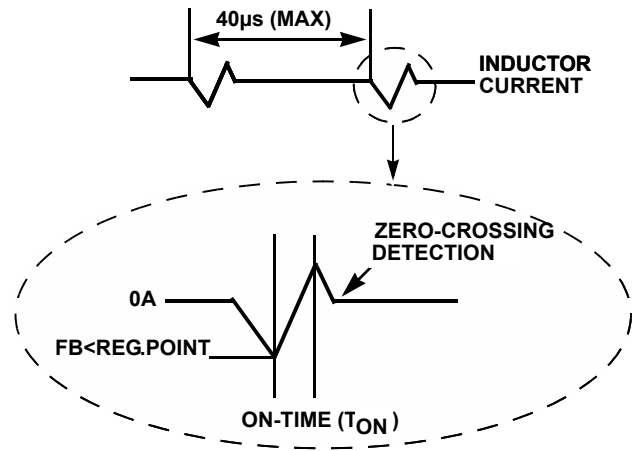 40µs (MAX)
INDUCTOR
CURRENT
ZERO-CROSSING
DETECTION
0A
FB<REG.POINT
ON-TIME (TON)